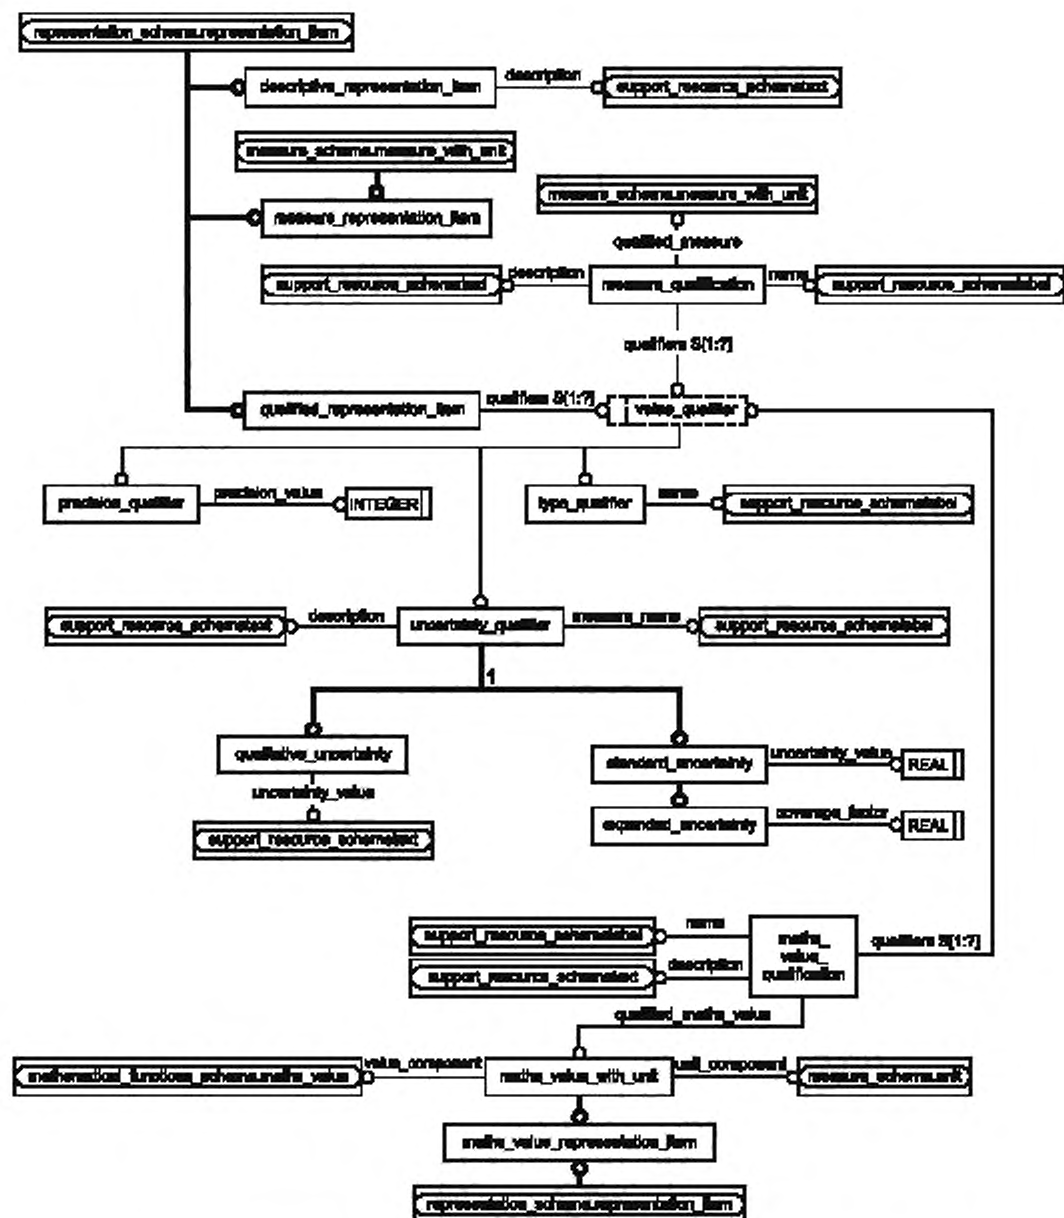 representation_schema.representation_item
descriptive_representation_item
description
support_resource_schema.text
measure_schema.measure_with_unit
measure_representation_item
measure_schema.measure_with_unit
qualified_measure
support_resource_schema.text
description
measure_qualification
name
support_resource_schema.label
qualifiers S[1:?]
qualified_representation_item
qualifiers S[1:?]
value_qualifier
precision_qualifier
precision_value
INTEGER
type_qualifier
name
support_resource_schema.label
support_resource_schema.text
description
uncertainty_qualifier
measure_name
support_resource_schema.label
1
qualitative_uncertainty
uncertainty_value
support_resource_schema.text
standard_uncertainty
uncertainty_value
REAL
expanded_uncertainty
coverage_factor
REAL
support_resource_schema.label
name
support_resource_schema.text
description
maths_
value_
qualification
qualifiers S[1:?]
qualified_maths_value
mathematical_functions_schema.maths_value
value_component
maths_value_with_unit
unit_component
measure_schema.unit
maths_value_representation_item
representation_schema.representation_item